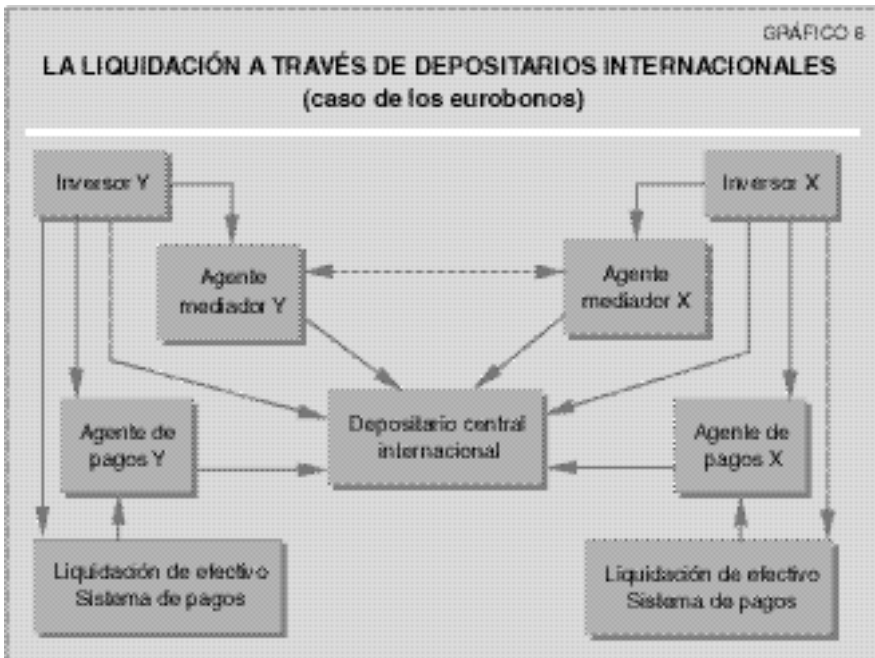 GRÁFICO 6
LA LIQUIDACIÓN A TRAVÉS DE DEPOSITARIOS INTERNACIONALES
(caso de los eurobonos)
Inversor Y
Inversor X
Agente
mediador Y
Agente
mediador X
Depositario central
internacional
Agente de
pagos Y
Agente de
pagos X
Liquidación de efectivo
Sistema de pagos
Liquidación de efectivo
Sistema de pagos